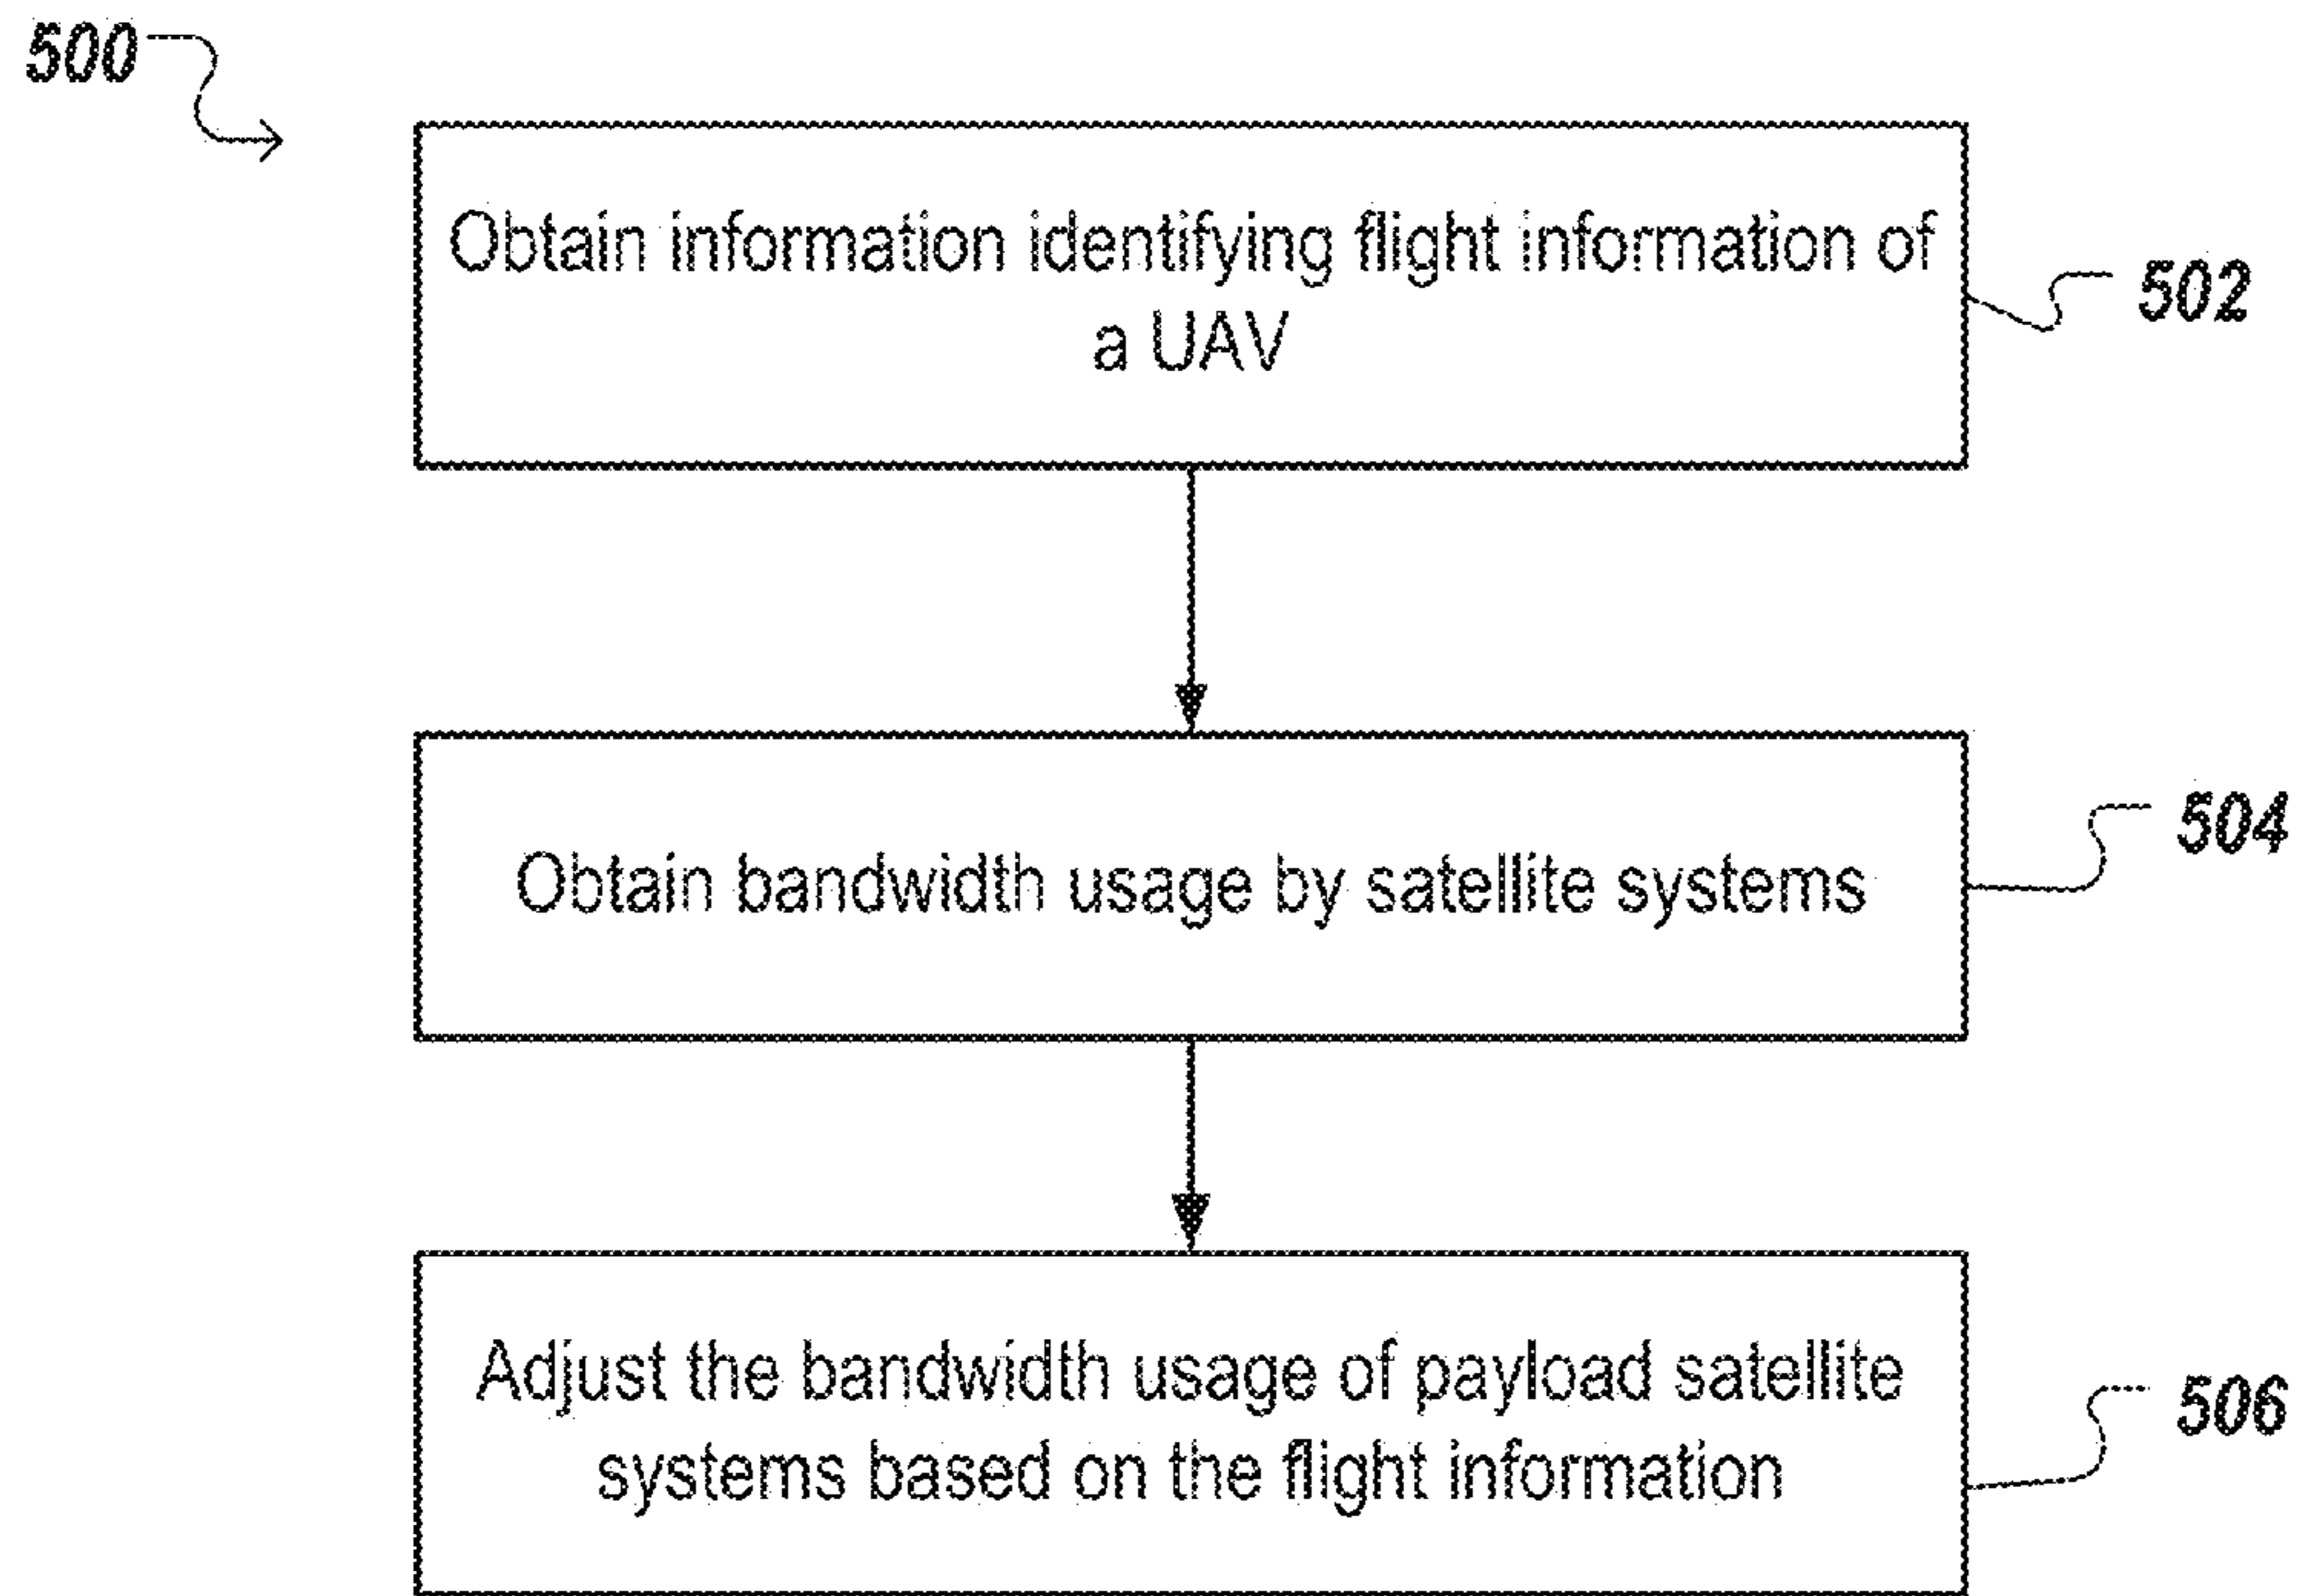 500
Obtain information identifying flight information of
a UAV
502
Obtain bandwidth usage by satellite systems
504
Adjust the bandwidth usage of payload satellite
systems based on the flight information
506